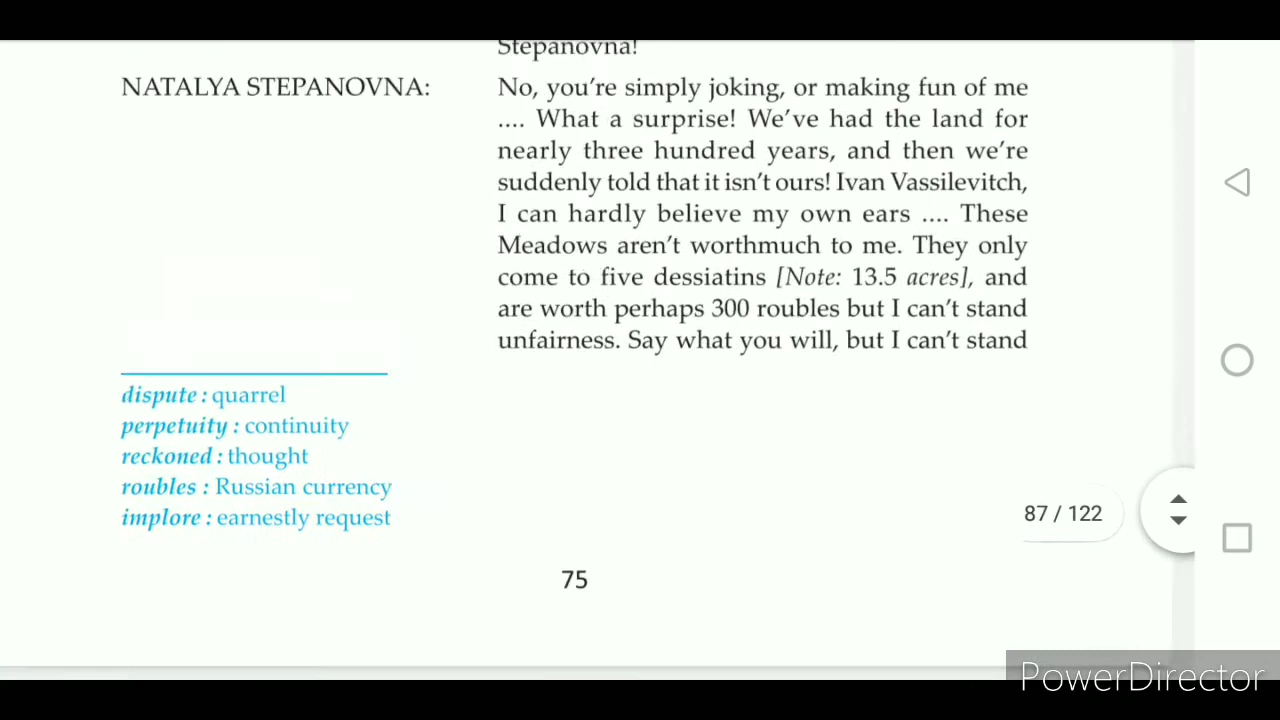 Stepanovna!
NATALYA STEPANOVNA: No, you're simply joking, or making fun of me
.... What a surprise! We've had the land for
nearly three hundred years, and then we're
suddenly told that it isn't ours! Ivan Vassilevitch,
I can hardly believe my own ears .... These
Meadows aren't worthmuch to me. They only
come to five dessiatins [Note: 13.5 acres], and
are worth perhaps 300 roubles but I can't stand
unfairness. Say what you will, but I can't stand
dispute : quarrel
perpetuity : continuity
reckoned : thought
roubles : Russian currency
implore : earnestly request
87 / 122
75
PowerDirector